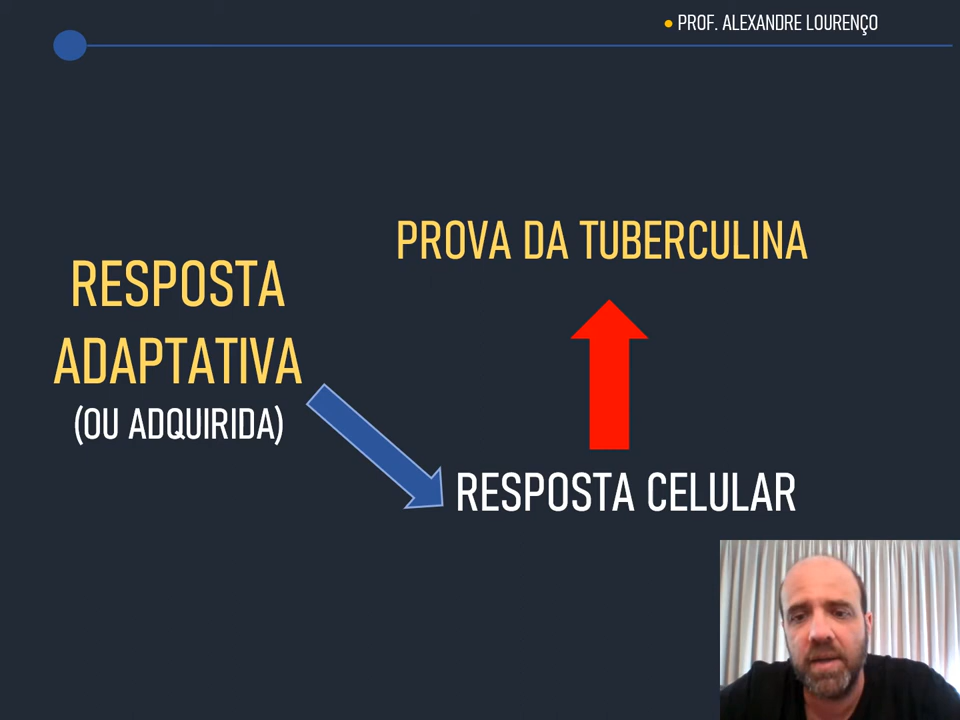 ● PROF. ALEXANDRE LOURENÇO
PROVA DA TUBERCULINA
RESPOSTA
ADAPTATIVA
(OU ADQUIRIDA)
RESPOSTA CELULAR